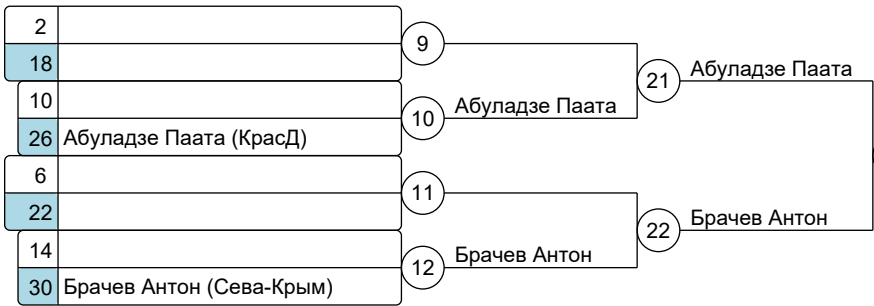 2
9
18
21 Абуладзе Паата
10
10 Абуладзе Паата
26 Абуладзе Паата (КрасД)
6
11
22
22 Брачев Антон
14
12 Брачев Антон
30 Брачев Антон (Сева-Крым)